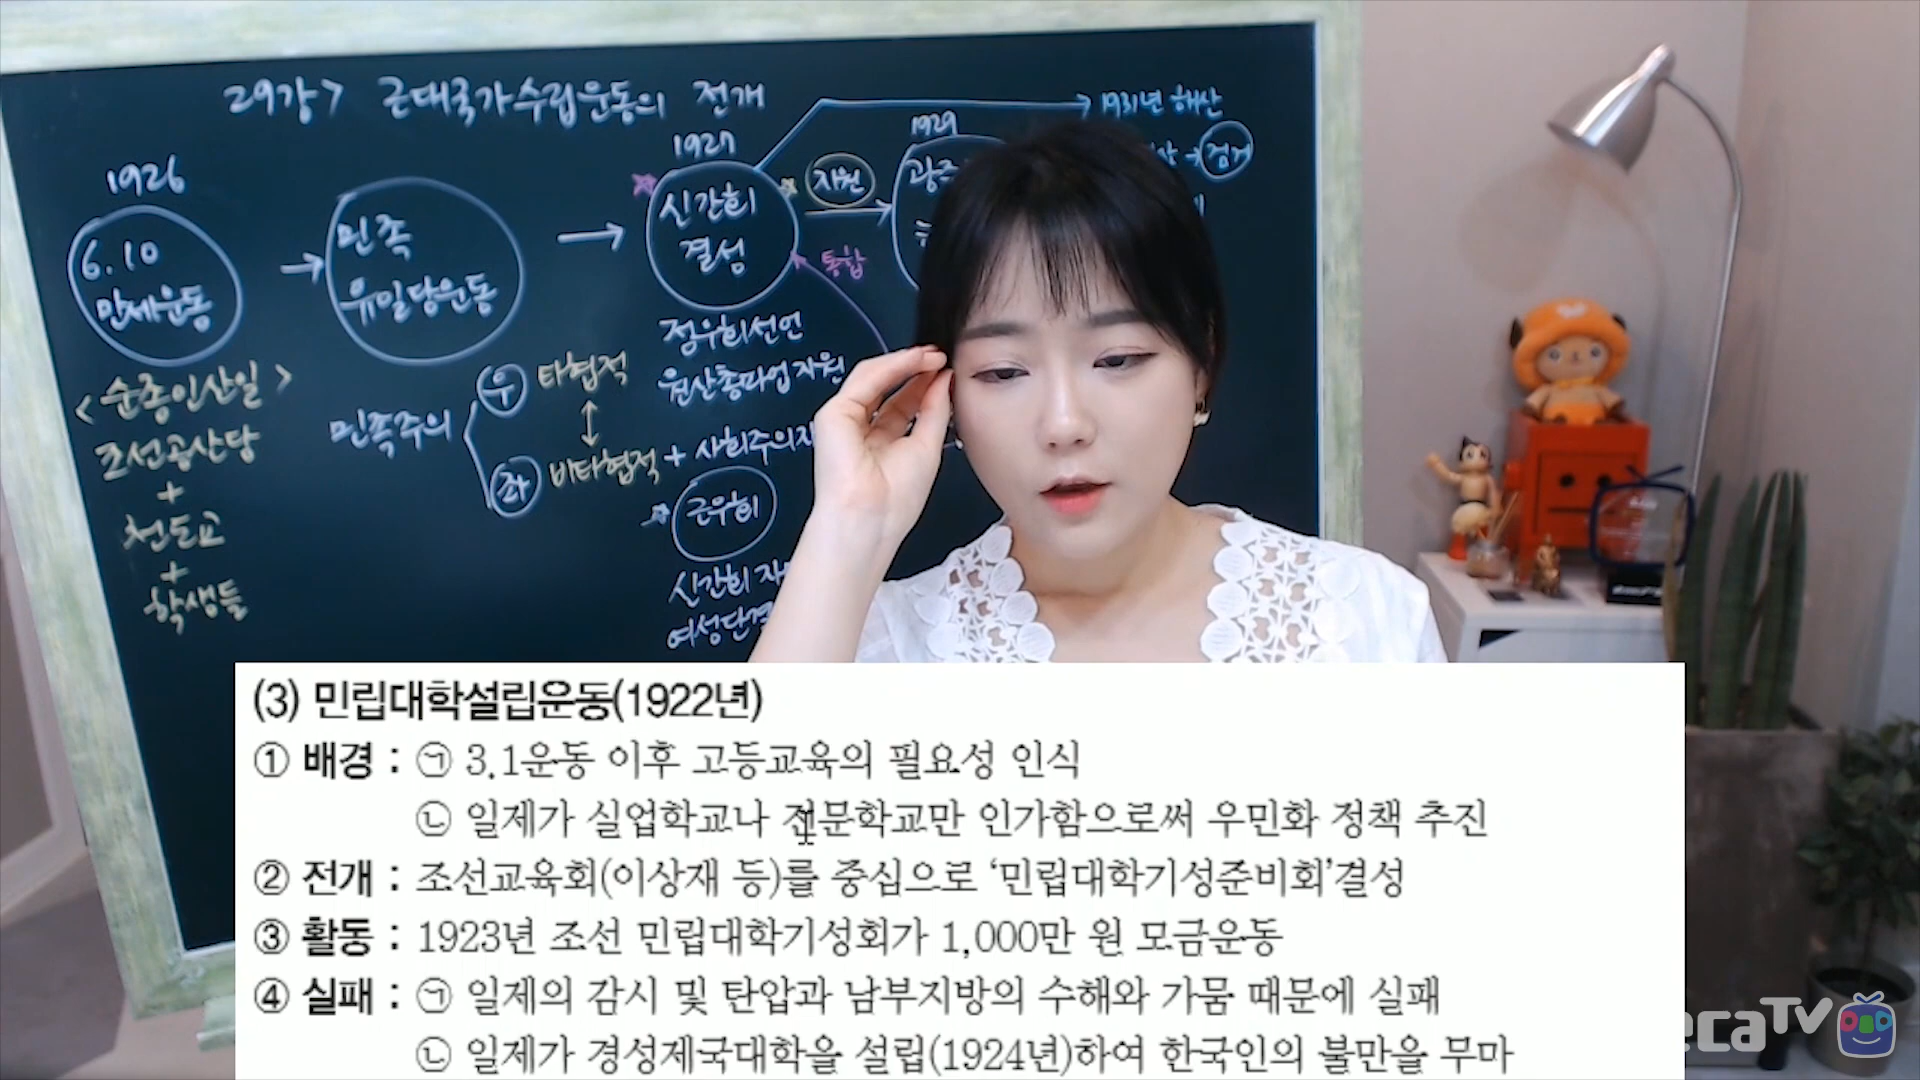 29강> 근대국가수립운동의 전개
1926
6.10
만세운동
<순종인산일>
조선공산당
+
천도교
+
학생들
민족
유일당운동
민족주의
우 타협적
좌 비타협적 + 사회주의자
1927
신간회
결성
정우회선언
원산총파업 지원
근우회
신간회
여성단
지원
통합
1929
광주
1931년 해산
검거
(3) 민립대학설립운동(1922년)
① 배경 : ㉠ 3.1운동 이후 고등교육의 필요성 인식
㉡ 일제가 실업학교나 전문학교만 인가함으로써 우민화 정책 추진
② 전개 : 조선교육회(이상재 등)를 중심으로 ‘민립대학기성준비회’결성
③ 활동 : 1923년 조선 민립대학기성회가 1,000만 원 모금운동
④ 실패 : ㉠ 일제의 감시 및 탄압과 남부지방의 수해와 가뭄 때문에 실패
㉡ 일제가 경성제국대학을 설립(1924년)하여 한국인의 불만을 무마
ecaTV